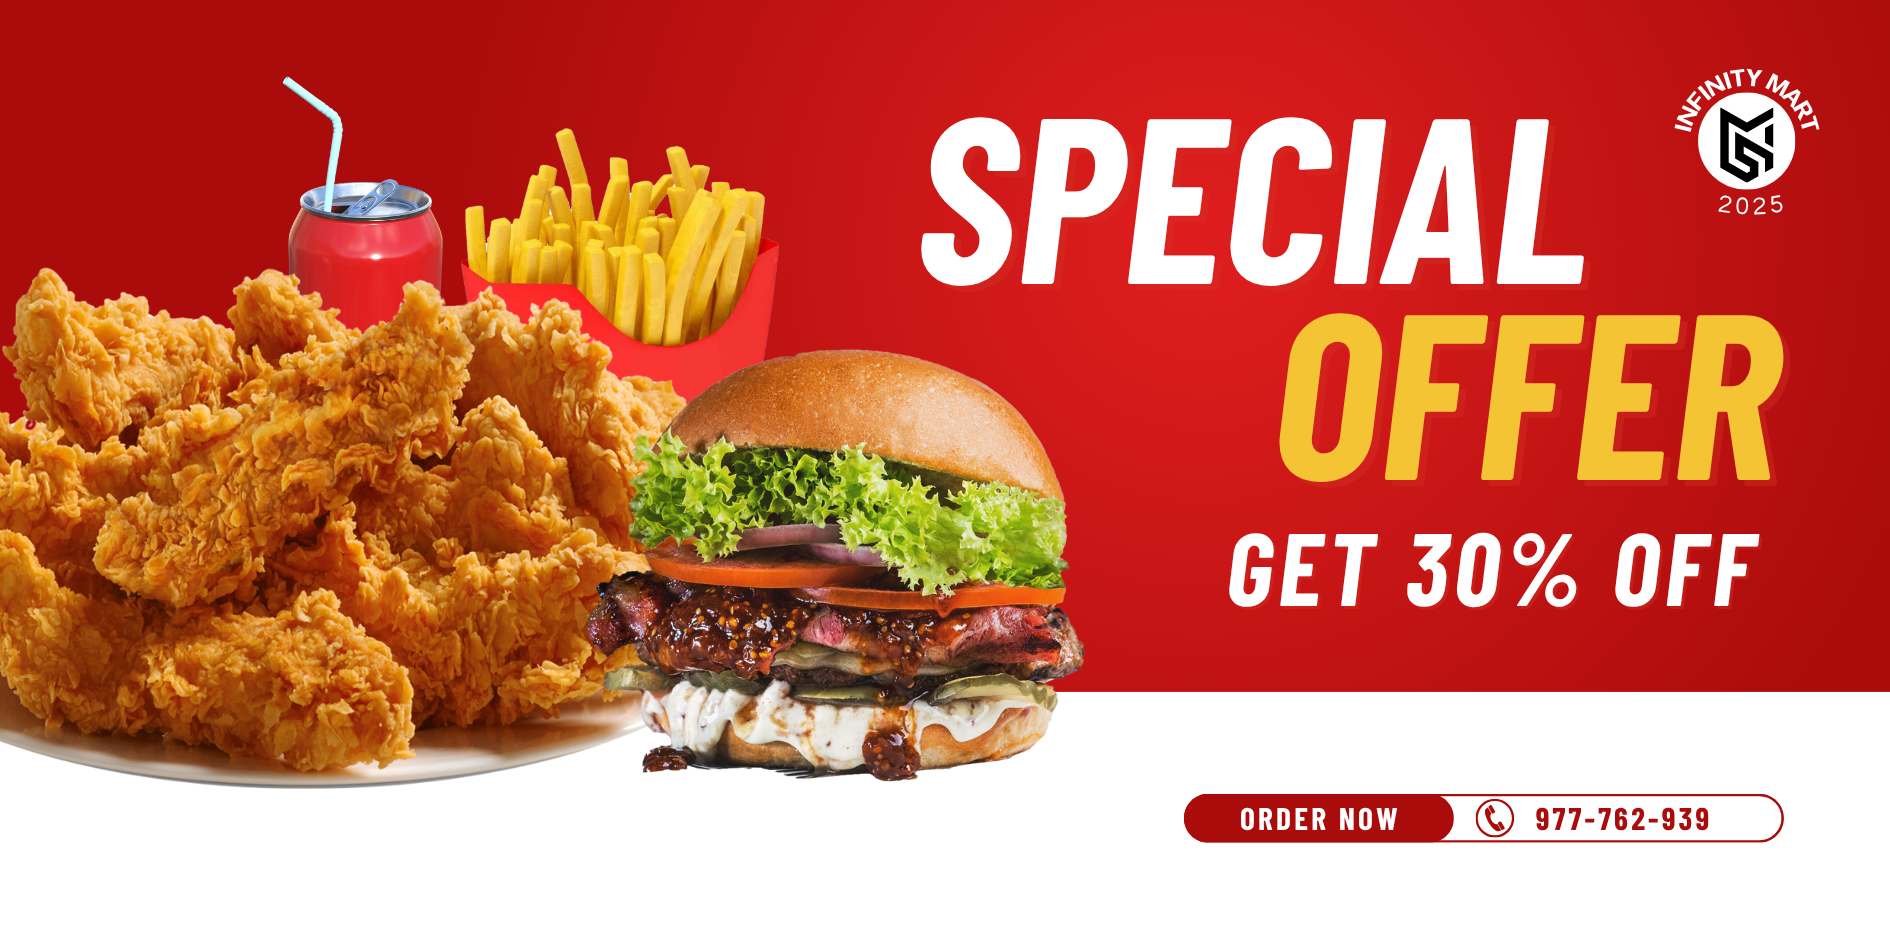 INFINITY MART
2025
SPECIAL
OFFER
GET 30% OFF
ORDER NOW
977-762-939